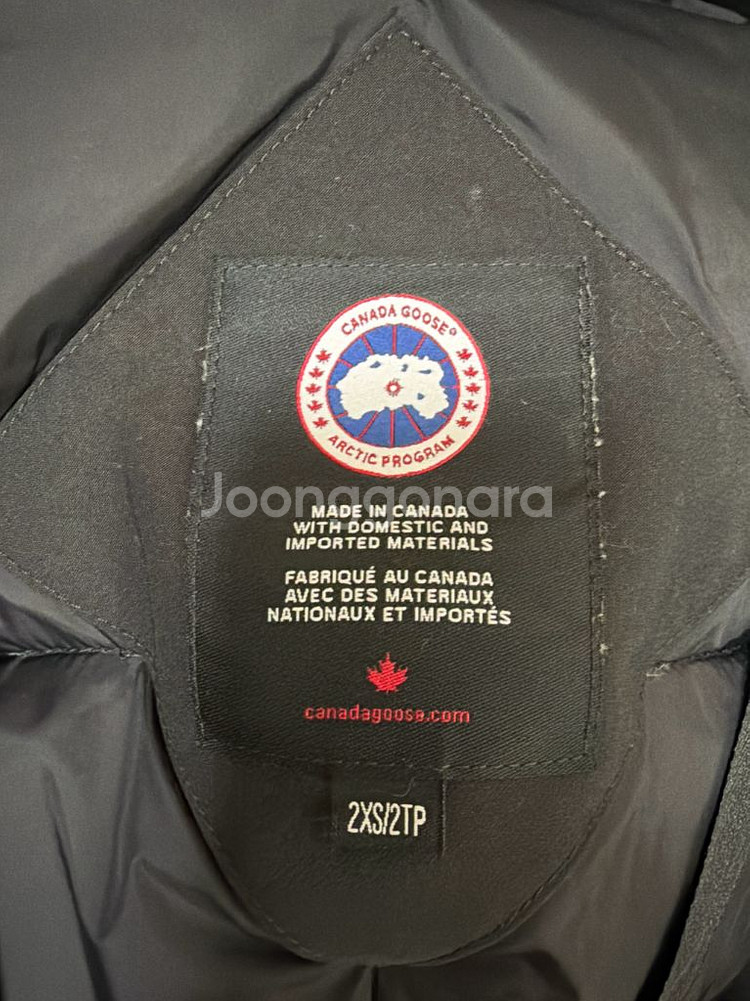 CANADA GOOSE®
ARCTIC PROGRAM
Joonggonara
MADE IN CANADA
WITH DOMESTIC AND
IMPORTED MATERIALS
FABRIQUÉ AU CANADA
AVEC DES MATERIAUX
NATIONAUX ET IMPORTÉS
canadagoose.com
2XS/2TP